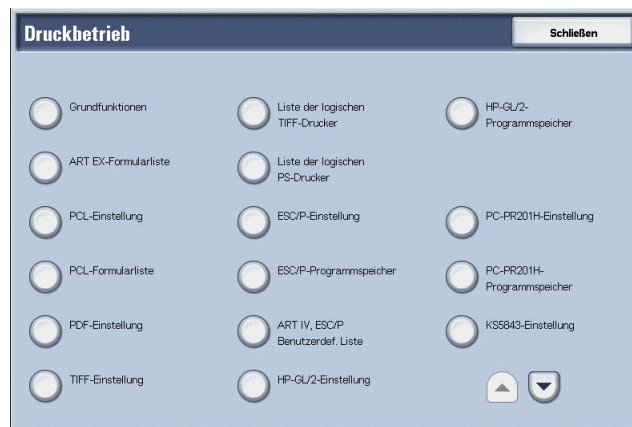 Druckbetrieb
Schließen
Grundfunktionen
ART EX-Formularliste
PCL-Einstellung
PCL-Formularliste
PDF-Einstellung
TIFF-Einstellung
Liste der logischen
TIFF-Drucker
Liste der logischen
PS-Drucker
ESC/P-Einstellung
ESC/P-Programmspeicher
ART IV, ESC/P
Benutzerdef. Liste
HP-GL/2-Einstellung
HP-GL/2-
Programmspeicher
PC-PR201H-Einstellung
PC-PR201H-
Programmspeicher
KS5843-Einstellung